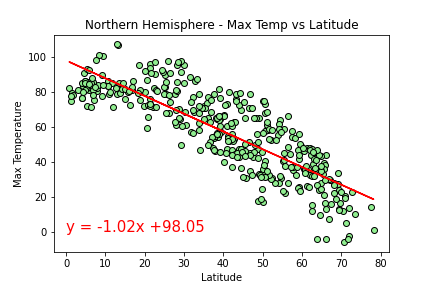 Northern Hemisphere - Max Temp vs Latitude
Max Temperature
100
80
60
40
20
0
y = -1.02x +98.05
0 10 20 30 40 50 60 70 80
Latitude